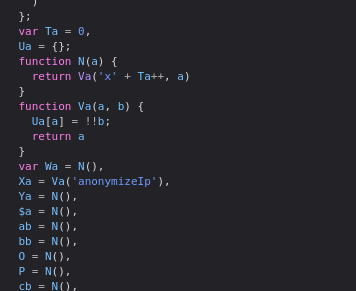 )
};
var Ta = 0,
Ua = {};
function N(a) {
return Va('x' + Ta++, a)
}
function Va(a, b) {
Ua[a] = !!b;
return a
}
var Wa = N(),
Xa = Va('anonymizeIp'),
Ya = N(),
$a = N(),
ab = N(),
bb = N(),
O = N(),
P = N(),
cb = N(),